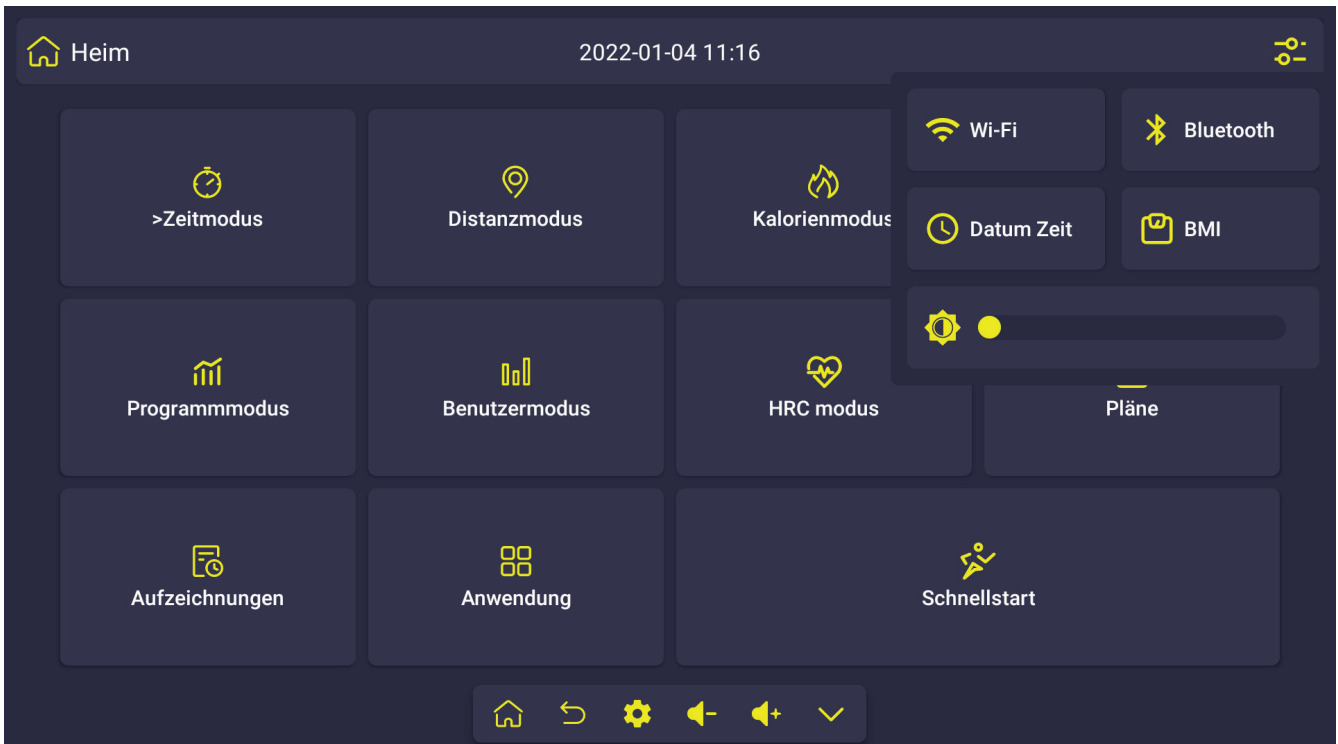 Heim
2022-01-04 11:16
Wi-Fi
Bluetooth
Datum Zeit
BMI
>Zeitmodus
Distanzmodus
Kalorienmodus
Programmmodus
Benutzermodus
HRC modus
Pläne
Aufzeichnungen
Anwendung
Schnellstart